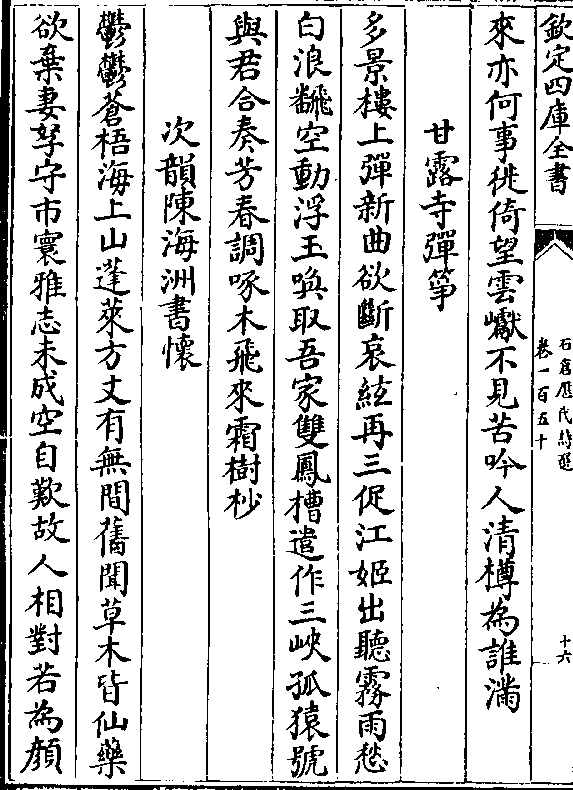 欽定四庫全書
石倉歷代詩選
卷一百五十
十六
來亦何事徙倚望雲巘不見苦吟人清樽為誰滿
甘露寺彈箏
多景樓上彈新曲欲斷哀絃再三促江姬出聽霧雨愁
白浪飜空動浮玉喚取吾家雙鳳槽遣作三峽孤猿號
與君合奏芳春調啄木飛來霜樹杪
次韻陳海洲書懷
鬱鬱蒼梧海上山蓬萊方丈有無間舊聞草木皆仙藥
欲棄妻孥守市寰雅志未成空自歎故人相對若為顏